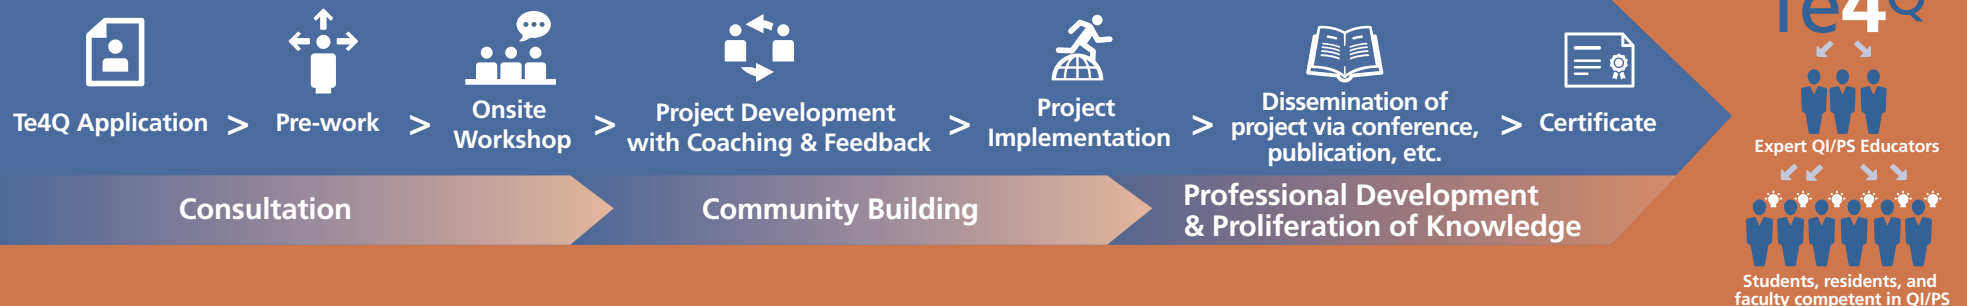 Te4Q Application > Pre-work >
Onsite
Workshop
>
Project Development
with Coaching & Feedback
>
Project
Implementation
>
Dissemination of
project via conference,
publication, etc.
> Certificate
Consultation
Community Building
Professional Development
& Proliferation of Knowledge
Te4Q
Expert QI/PS Educators
Students, residents, and
faculty competent in QI/PS